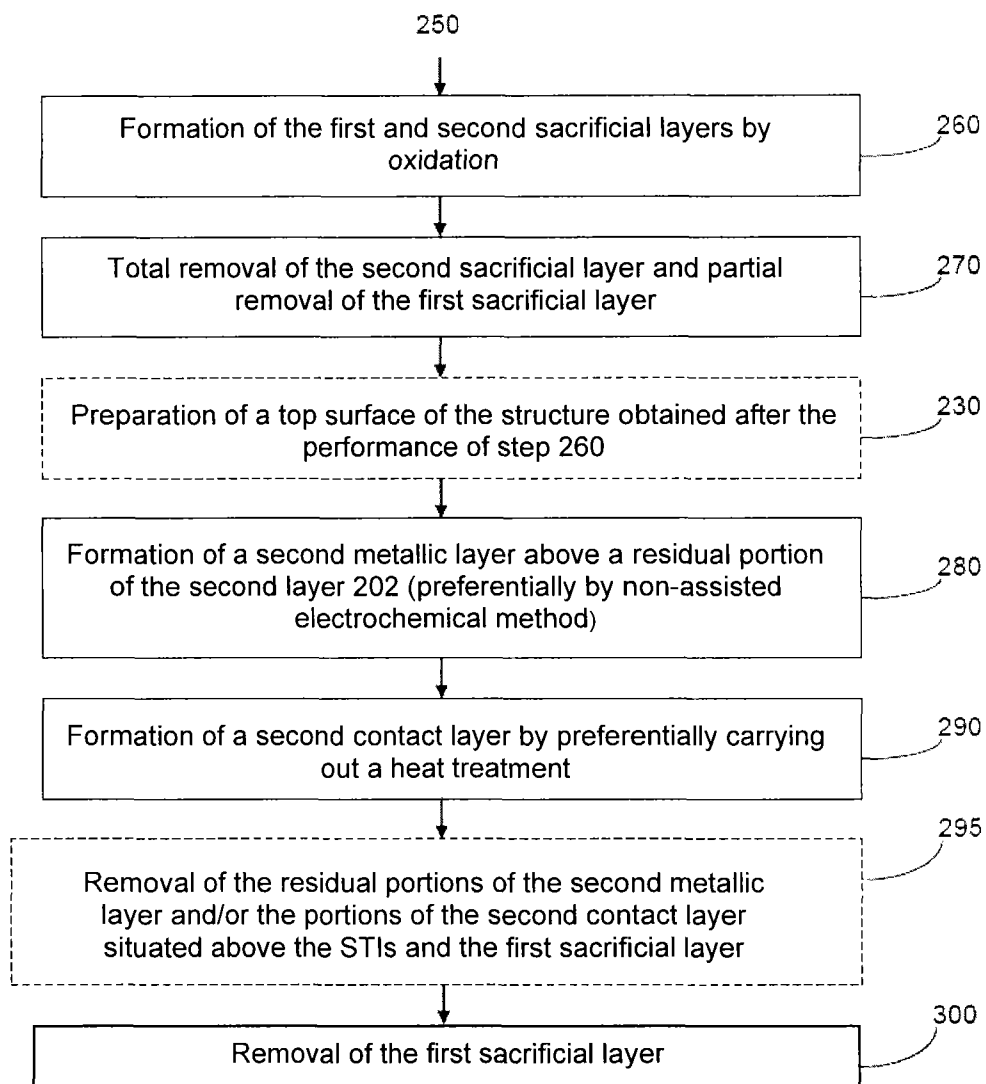 250
Formation of the first and second sacrificial layers by
oxidation
260
Total removal of the second sacrificial layer and partial
removal of the first sacrificial layer
270
Preparation of a top surface of the structure obtained after the
performance of step 260
230
Formation of a second metallic layer above a residual portion
of the second layer 202 (preferentially by non-assisted
electrochemical method)
280
Formation of a second contact layer by preferentially carrying
out a heat treatment
290
295
Removal of the residual portions of the second metallic
layer and/or the portions of the second contact layer
situated above the STIs and the first sacrificial layer
300
Removal of the first sacrificial layer